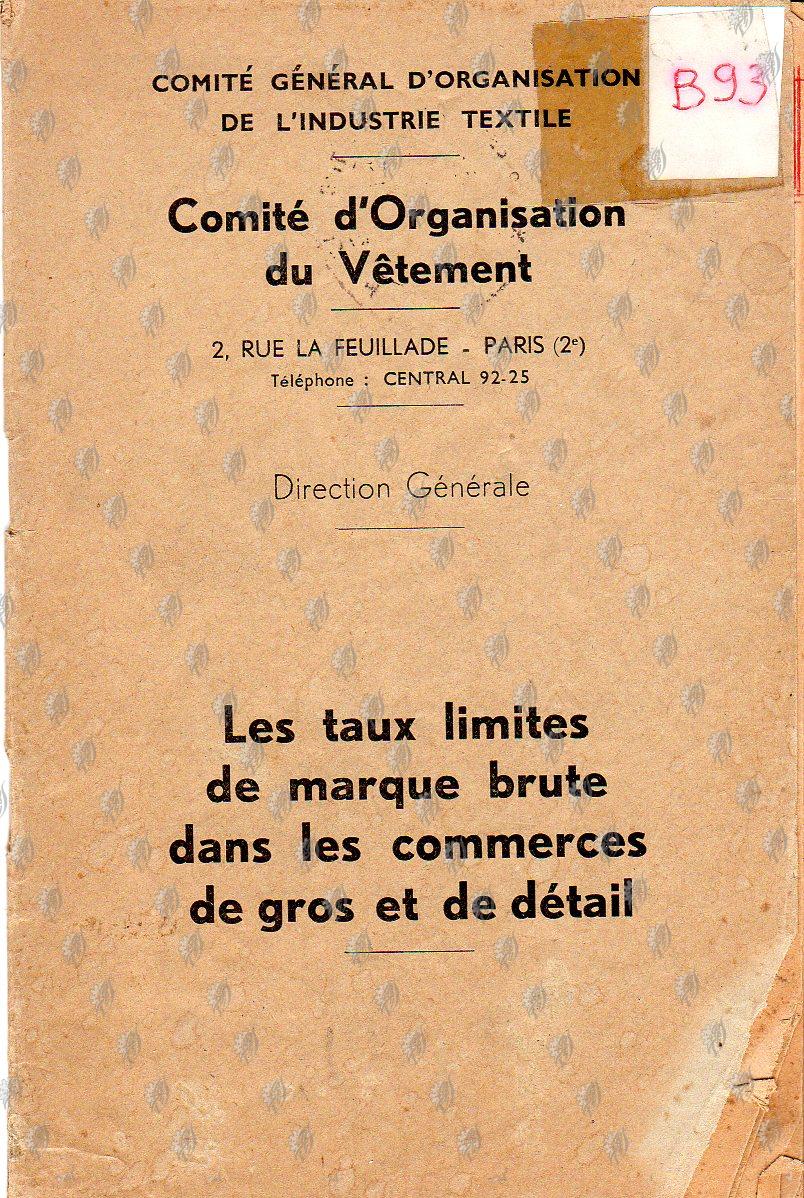 B93
COMITÉ GÉNÉRAL D'ORGANISATION
DE L'INDUSTRIE TEXTILE
Comité d'Organisation
du Vêtement
2, RUE LA FEUILLADE - PARIS (2e)
Téléphone : CENTRAL 92-25
Direction Générale
Les taux limites
de marque brute
dans les commerces
de gros et de détail